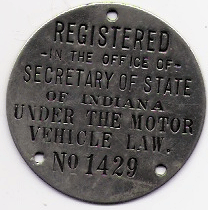 REGISTERED
-IN THE OFFICE OF-
SECRETARY OF STATE
OF INDIANA
UNDER THE MOTOR
VEHICLE LAW.
No 1429